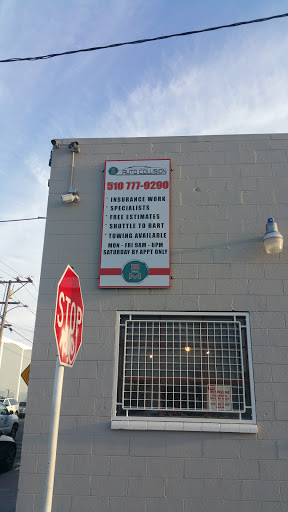 AUTO COLLISION
510 777-9290
* INSURANCE WORK
* SPECIALISTS
* FREE ESTIMATES
* SHUTTLE TO BART
* TOWING AVAILABLE
MON - FRI 9AM - 6PM
SATURDAY BY APPT ONLY
STOP